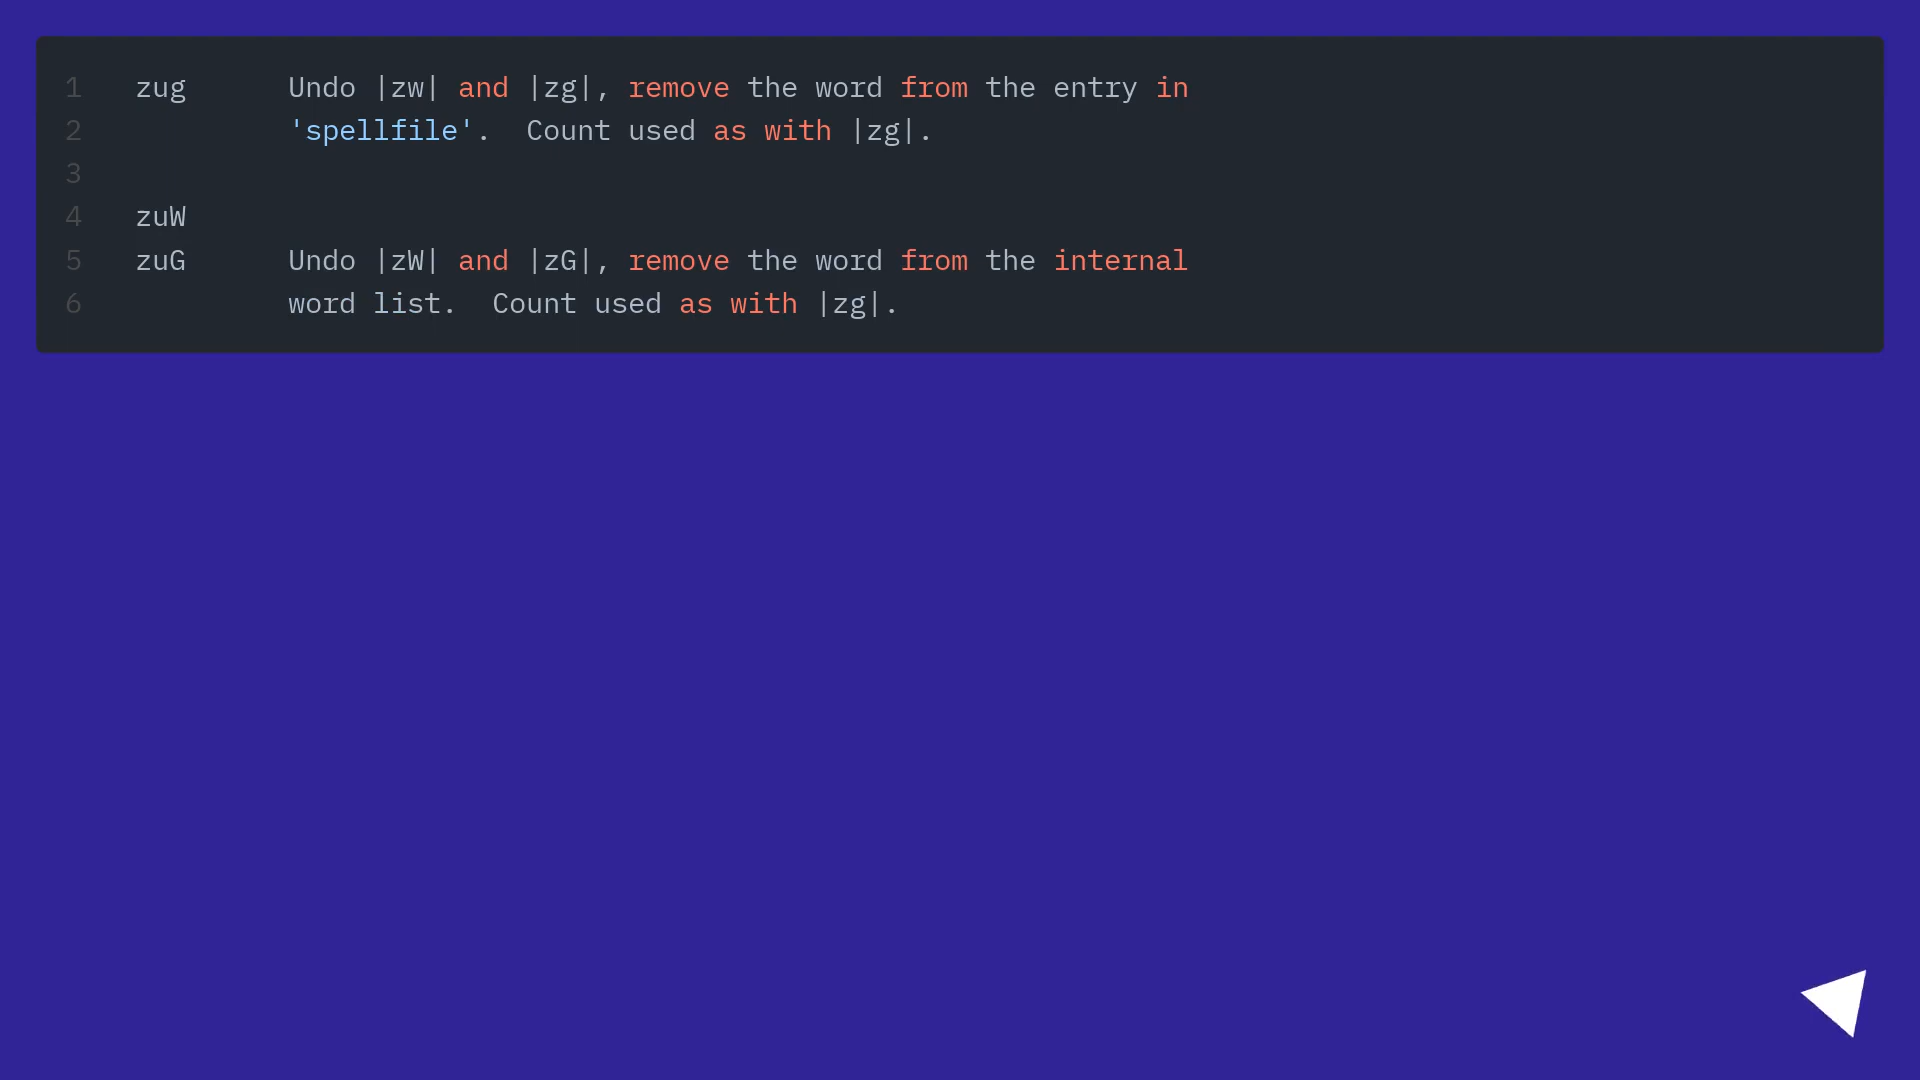 1 zug Undo |zw| and |zg|, remove the word from the entry in
2 'spellfile'. Count used as with |zg|.
3
4 zuW
5 zuG Undo |zW| and |zG|, remove the word from the internal
6 word list. Count used as with |zg|.